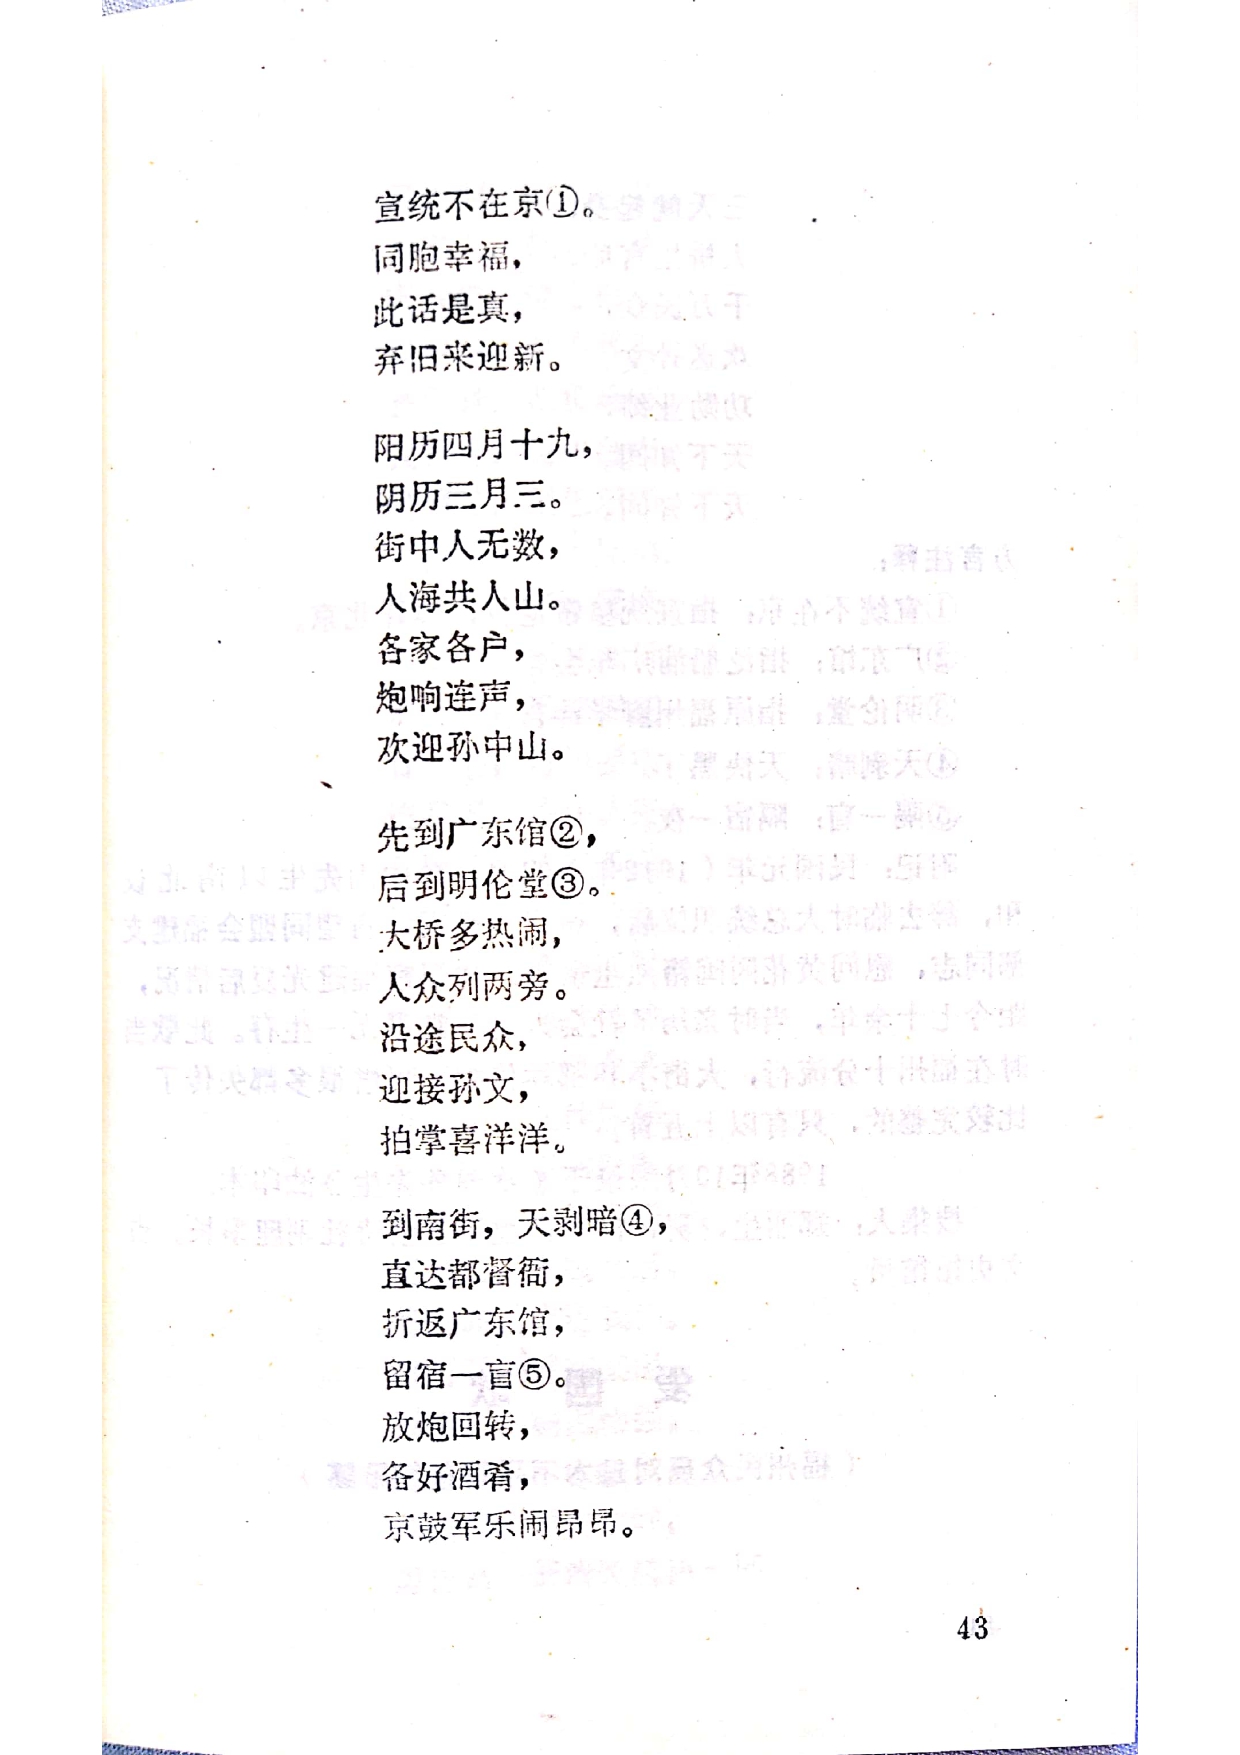 宣统不在京①。
同胞幸福，
此话是真，
弃旧来迎新。
阳历四月十九，
阴历三月三。
街中人无数，
人海共人山。
各家各户，
炮响连声，
欢迎孙中山。
先到广东馆②，
后到明伦堂③。
大桥多热闹，
人众列两旁。
沿途民众，
迎接孙文，
拍掌喜洋洋。
到南街，天剥暗④，
直达都督衙，
折返广东馆，
留宿一盲⑤。
放炮回转，
备好酒肴，
京鼓军乐闹昂昂。
43